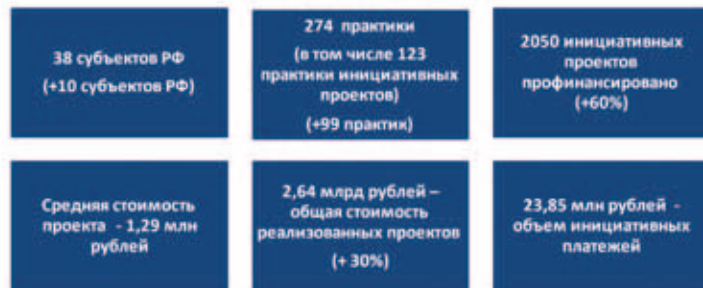 38 субъектов РФ
(+10 субъектов РФ)
274 практики
(в том числе 123
практики инициативных
проектов)
(+99 практик)
2050 инициативных
проектов
профинансировано
(+60%)
Средняя стоимость
проекта - 1,29 млн
рублей
2,64 млрд рублей –
общая стоимость
реализованных проектов
(+ 30%)
23,85 млн рублей -
объем инициативных
платежей